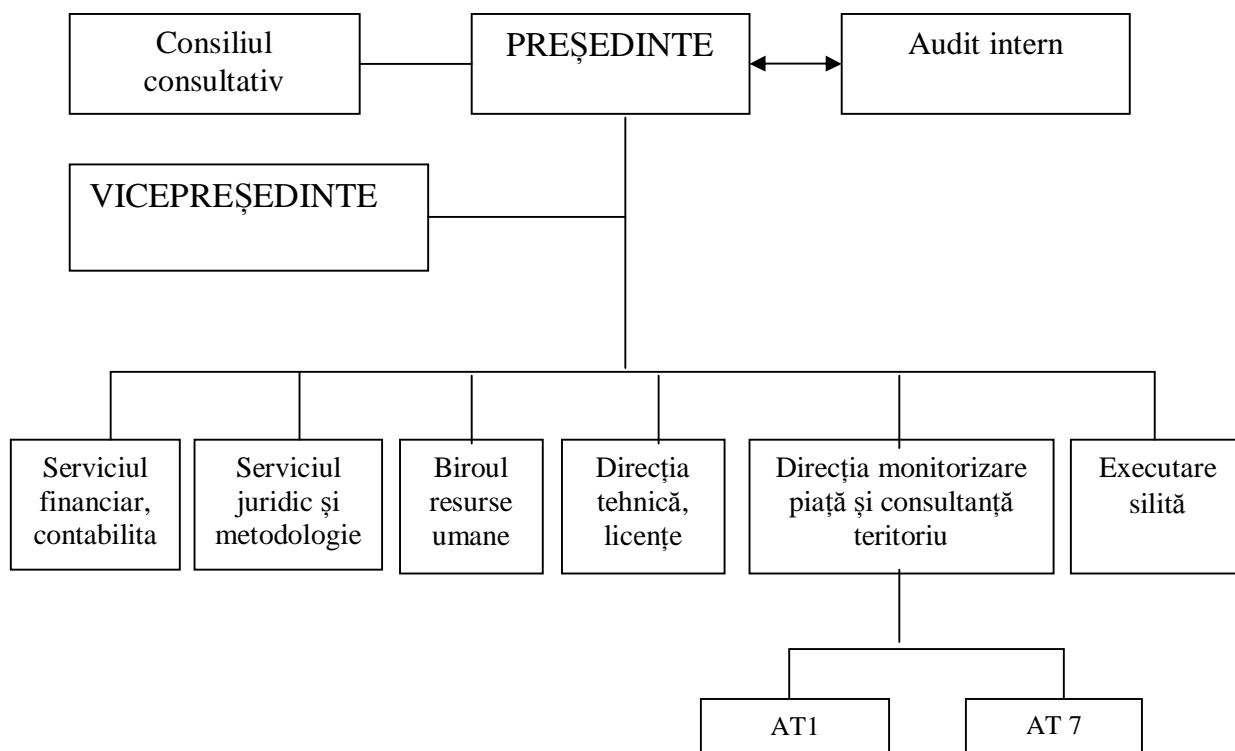 Consiliul
consultativ
PREȘEDINTE
Audit intern
VICEPREȘEDINTE
Serviciul
financiar,
contabilita
Serviciul
juridic și
metodologie
Biroul
resurse
umane
Direcția
tehnică,
licențe
Direcția monitorizare
piață și consultanță
teritoriu
Executare
silită
AT1
AT 7